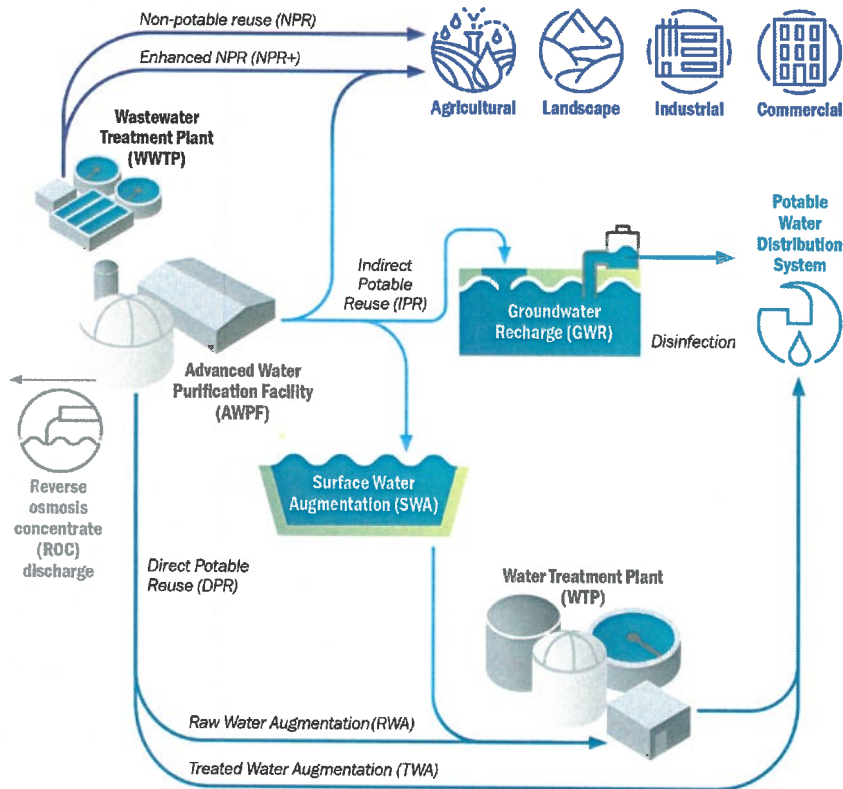 Non-potable reuse (NPR)
Enhanced NPR (NPR+)
Agricultural
Landscape
Industrial
Commercial
Wastewater
Treatment Plant
(WWTP)
Potable
Water
Distribution
System
Indirect
Potable
Reuse (IPR)
Groundwater
Recharge (GWR)
Disinfection
Advanced Water
Purification Facility
(AWPF)
Surface Water
Augmentation (SWA)
Reverse
osmosis
concentrate
(ROC)
discharge
Direct Potable
Reuse (DPR)
Water Treatment Plant
(WTP)
Raw Water Augmentation (RWA)
Treated Water Augmentation (TWA)